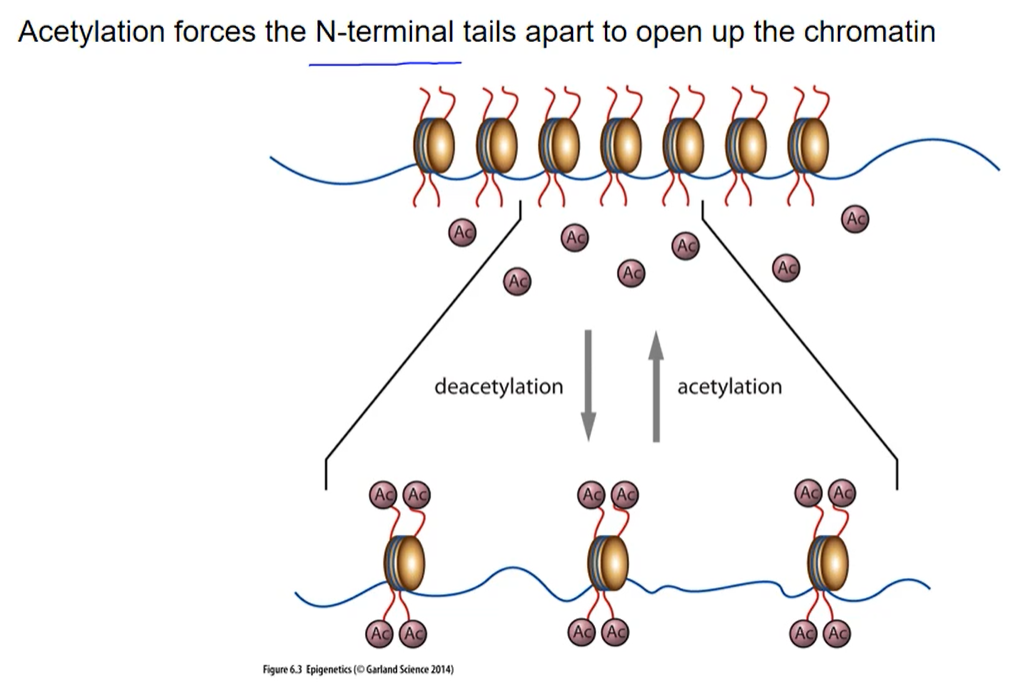 Acetylation forces the N-terminal tails apart to open up the chromatin
Ac
Ac
Ac
Ac
Ac
Ac
Ac
deacetylation
acetylation
Ac Ac
Ac Ac
Ac Ac
Ac Ac
Ac Ac
Ac Ac
Figure 6.3 Epigenetics (© Garland Science 2014)